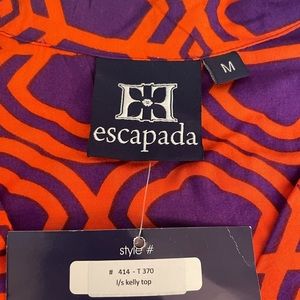 M
escapada
style #
# 414 - T 370
l/s kelly top